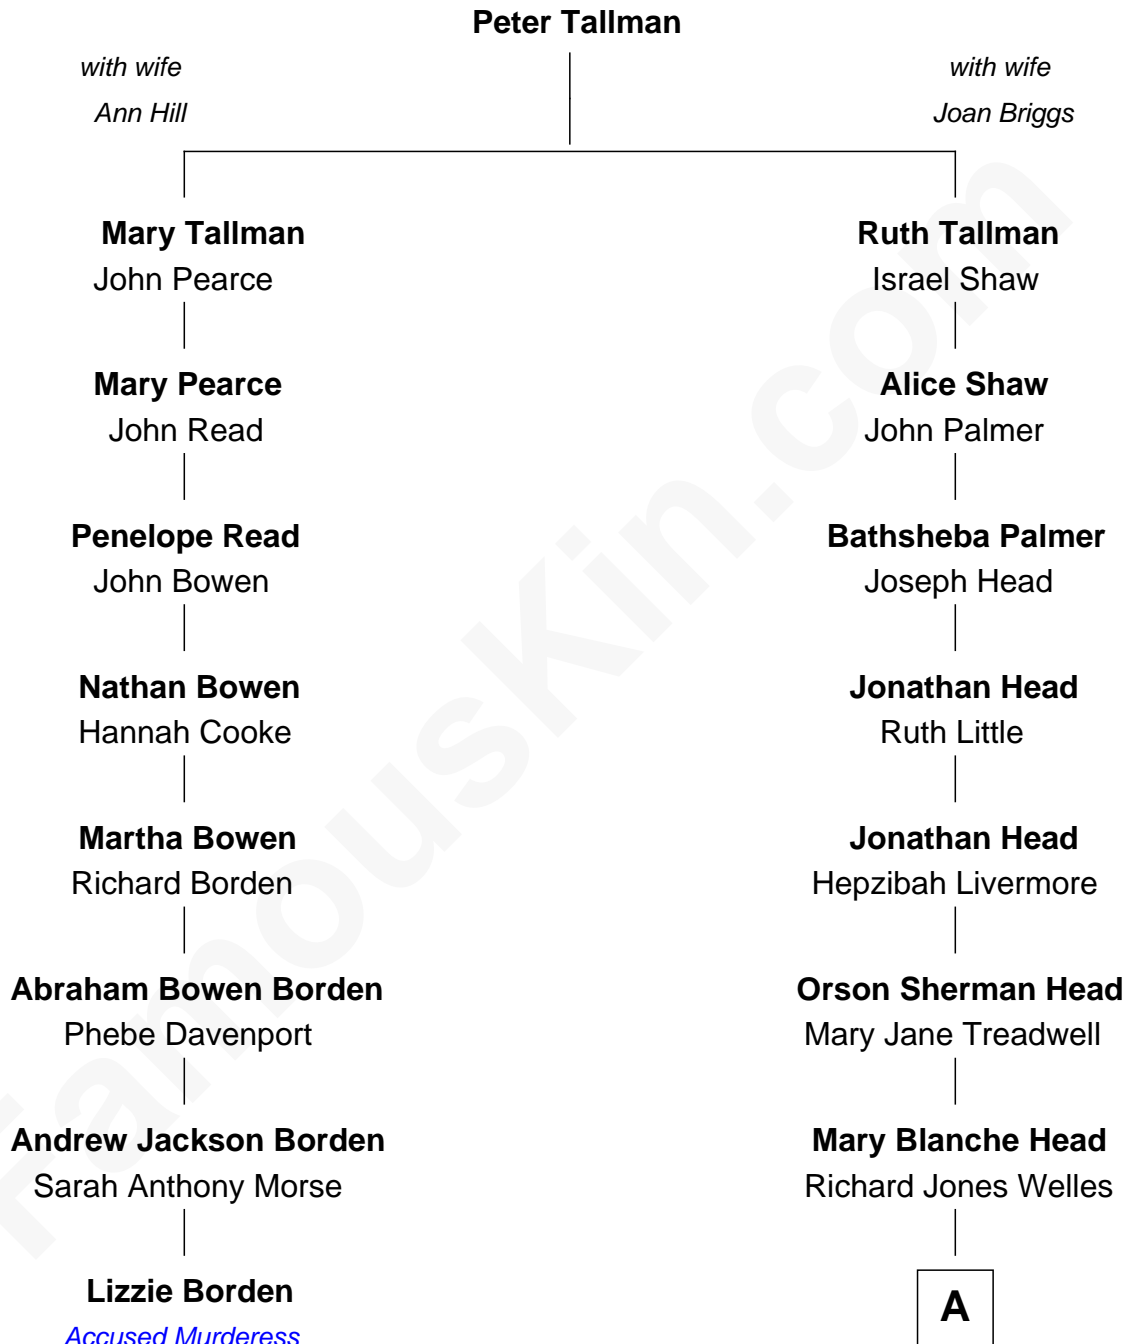 Peter Tallman
with wife
Ann Hill
with wife
Joan Briggs
Mary Tallman
John Pearce
Ruth Tallman
Israel Shaw
Mary Pearce
John Read
Alice Shaw
John Palmer
Penelope Read
John Bowen
Bathsheba Palmer
Joseph Head
Nathan Bowen
Hannah Cooke
Jonathan Head
Ruth Little
Martha Bowen
Richard Borden
Jonathan Head
Hepzibah Livermore
Abraham Bowen Borden
Phebe Davenport
Orson Sherman Head
Mary Jane Treadwell
Andrew Jackson Borden
Sarah Anthony Morse
Mary Blanche Head
Richard Jones Welles
Lizzie Borden
Accused Murderess
A
FamousKin.com